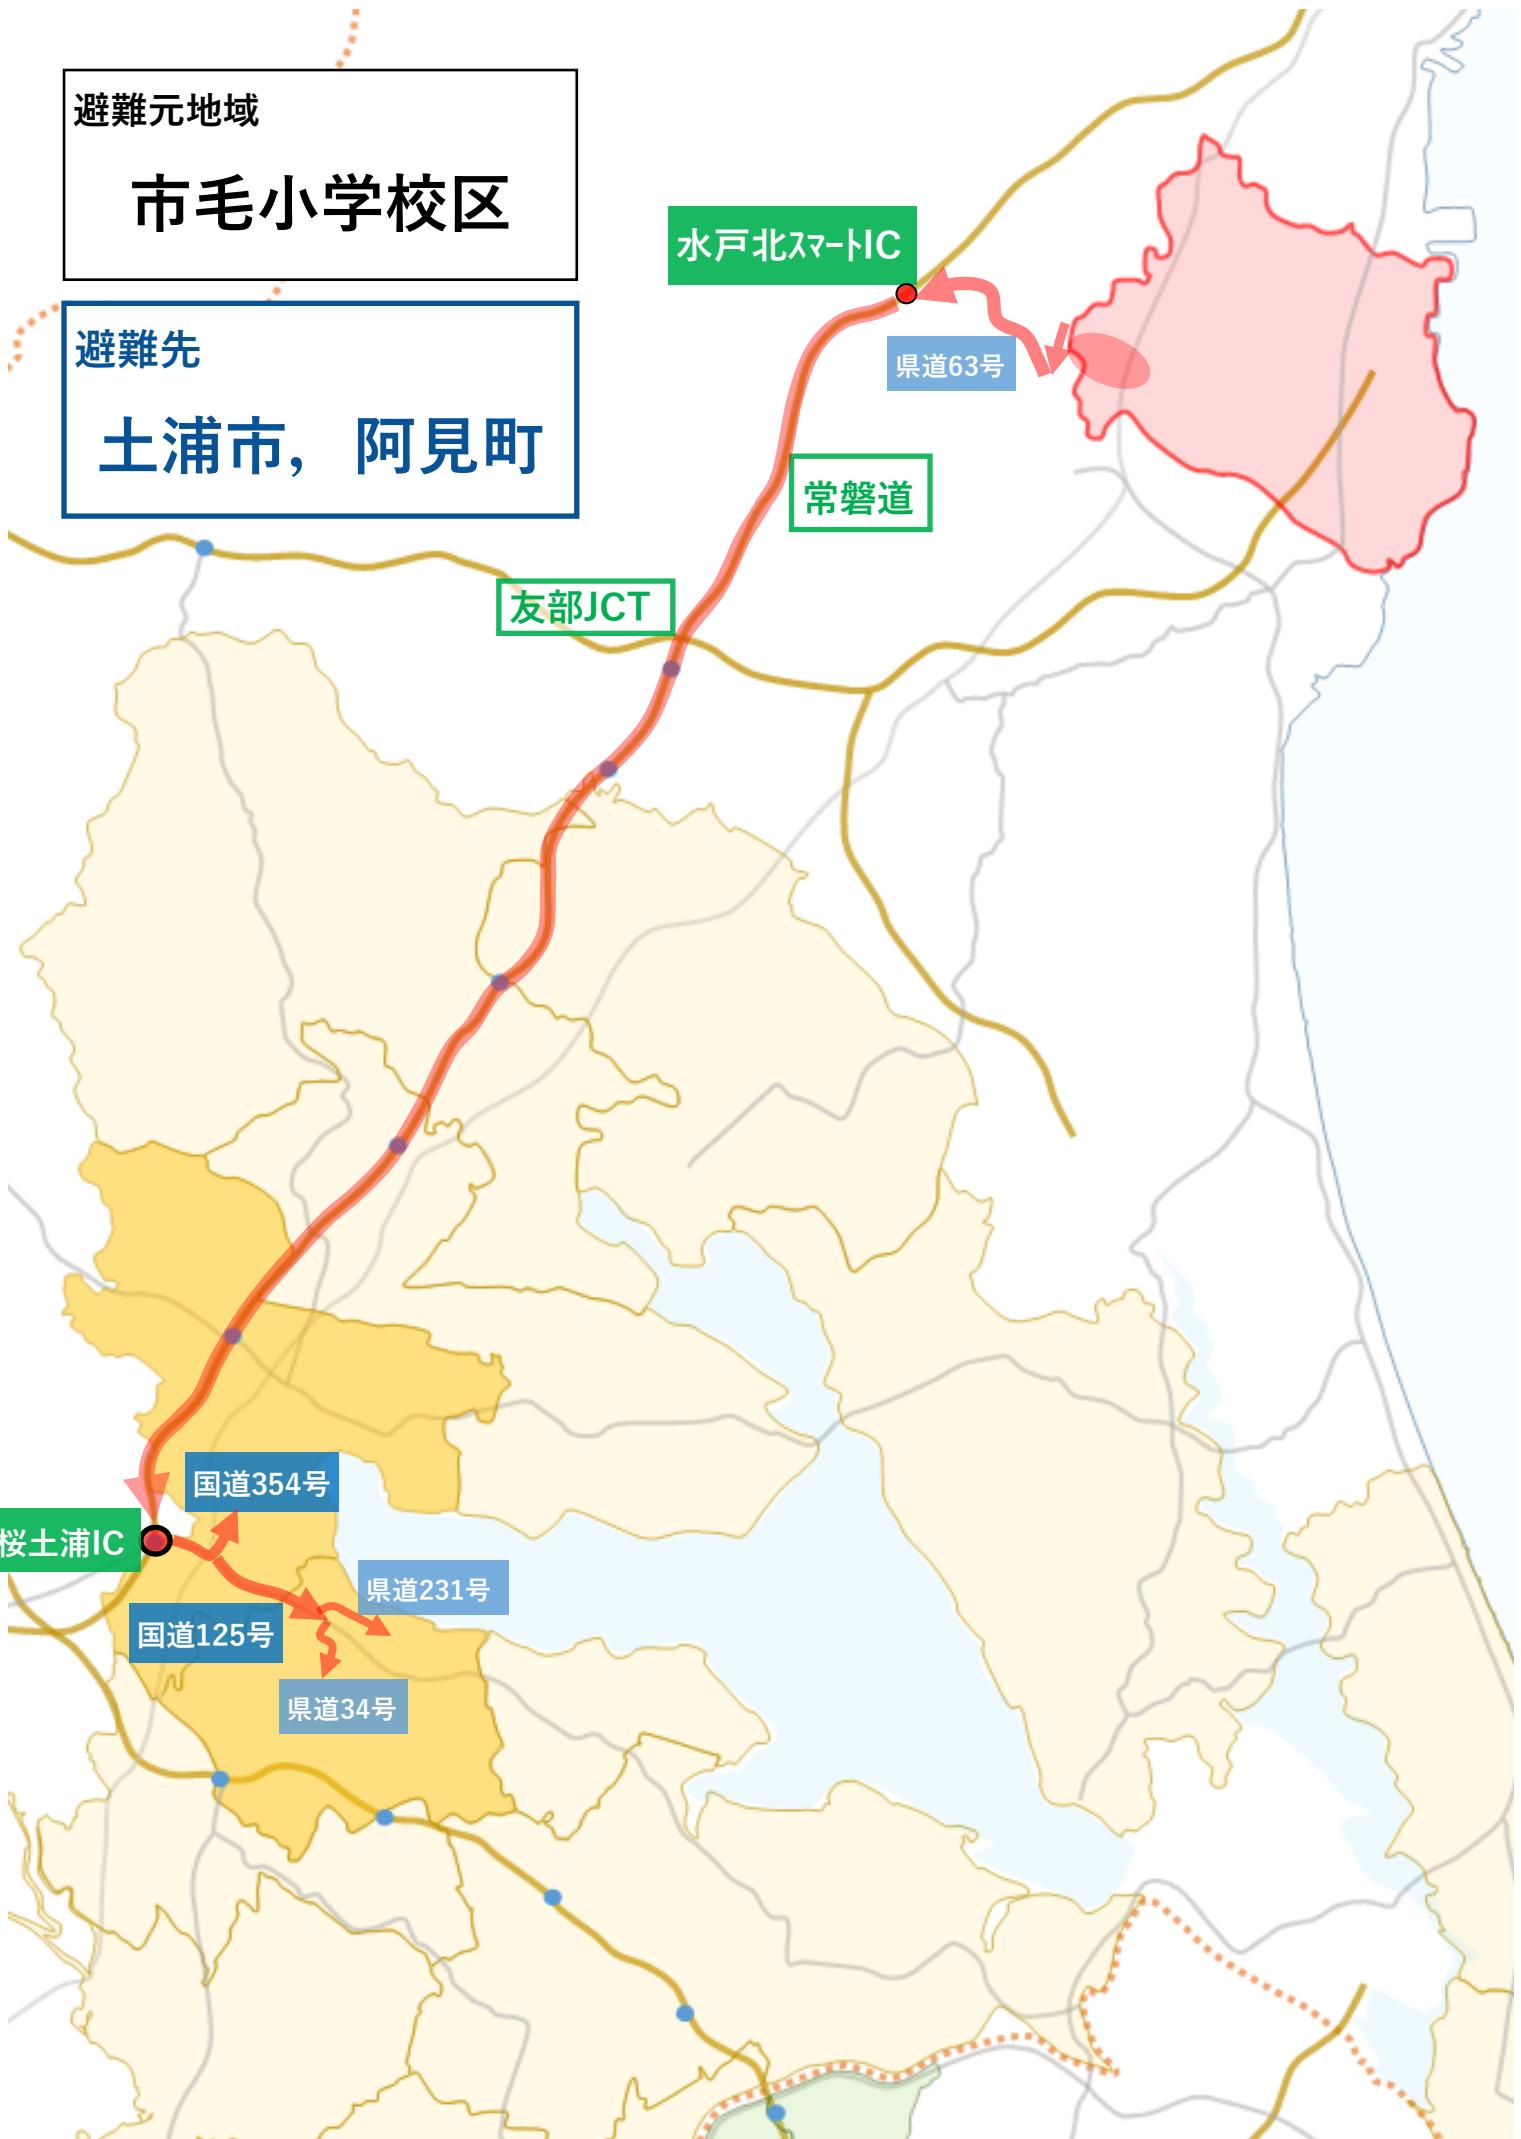 避難元地域
市毛小学校区
避難先
土浦市， 阿見町
水戸北ｽﾏｰﾄIC
県道63号
常磐道
友部JCT
国道354号
桜土浦IC
県道231号
国道125号
県道34号